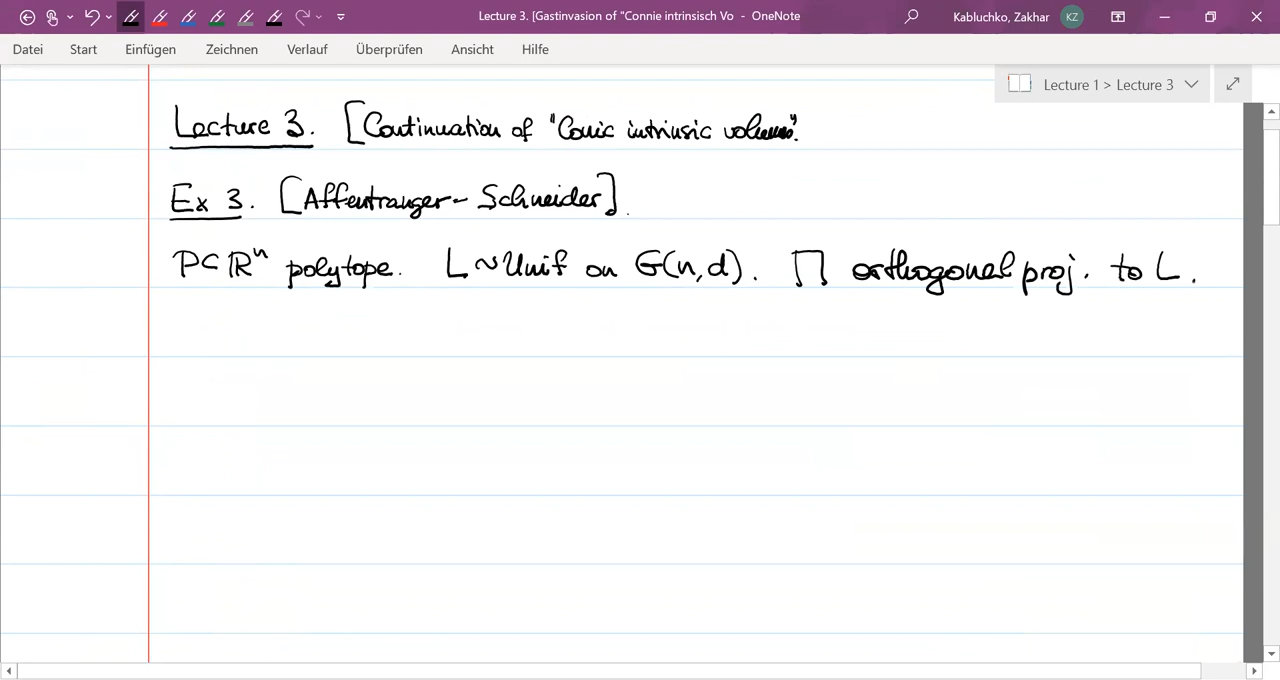 Lecture 3. [Gastinvasion of "Connie intrinsisch Vo - OneNote
Kabluchko, Zakhar
KZ
Datei Start Einfügen Zeichnen Verlauf Überprüfen Ansicht Hilfe
Lecture 1 > Lecture 3
Lecture 3. [Continuation of "Conic intrinsic volumes".
Ex 3. [Affentranger-Schneider].
P⊂ℝⁿ polytope. L ~ Unif on G(n,d). Π orthogonal proj. to L.